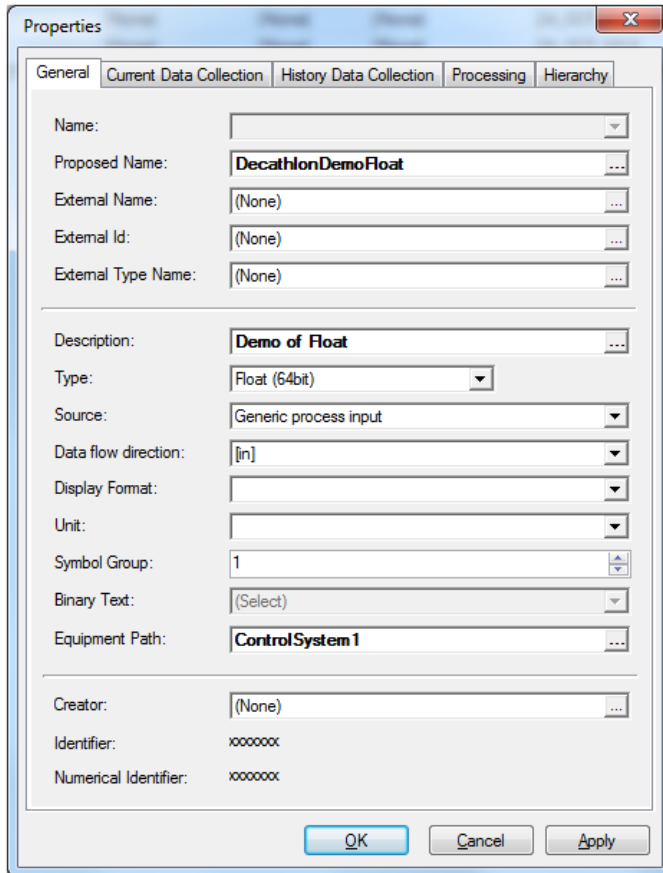 Properties
General Current Data Collection History Data Collection Processing Hierarchy
Name:
Proposed Name: DecathlonDemoFloat ...
External Name: (None) ...
External Id: (None) ...
External Type Name: (None) ...
Description: Demo of Float ...
Type: Float (64bit)
Source: Generic process input
Data flow direction: [in]
Display Format:
Unit:
Symbol Group: 1
Binary Text: (Select)
Equipment Path: ControlSystem1 ...
Creator: (None) ...
Identifier: xxxxxxx
Numerical Identifier: xxxxxxx
OK Cancel Apply